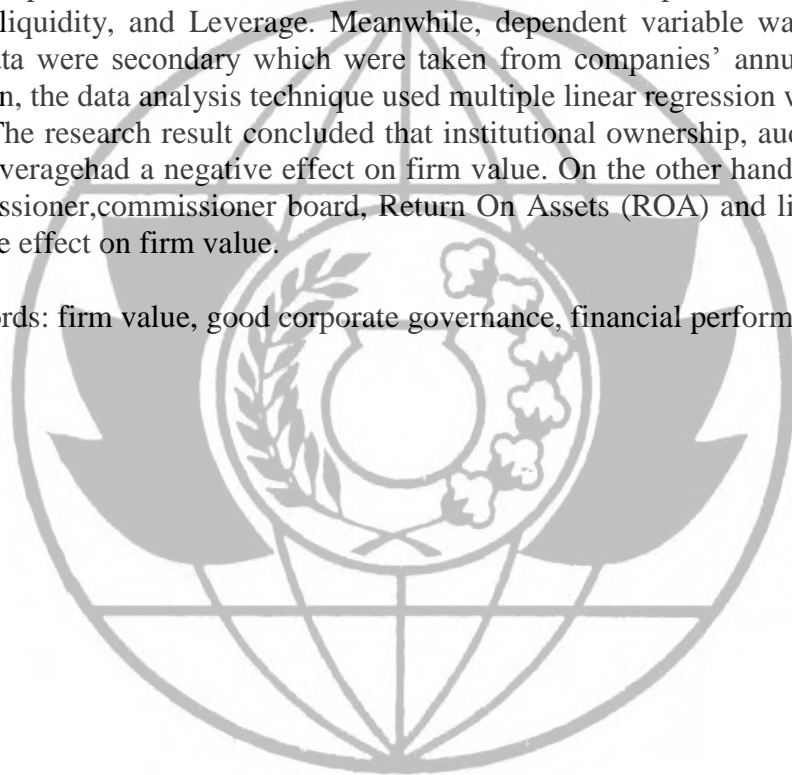 liquidity, and Leverage. Meanwhile, dependent variable wa
ta were secondary which were taken from companies’ annu
n, the data analysis technique used multiple linear regression v
The research result concluded that institutional ownership, aud
everagehad a negative effect on firm value. On the other hand
ssioner,commissioner board, Return On Assets (ROA) and li
e effect on firm value.
rds: firm value, good corporate governance, financial perform